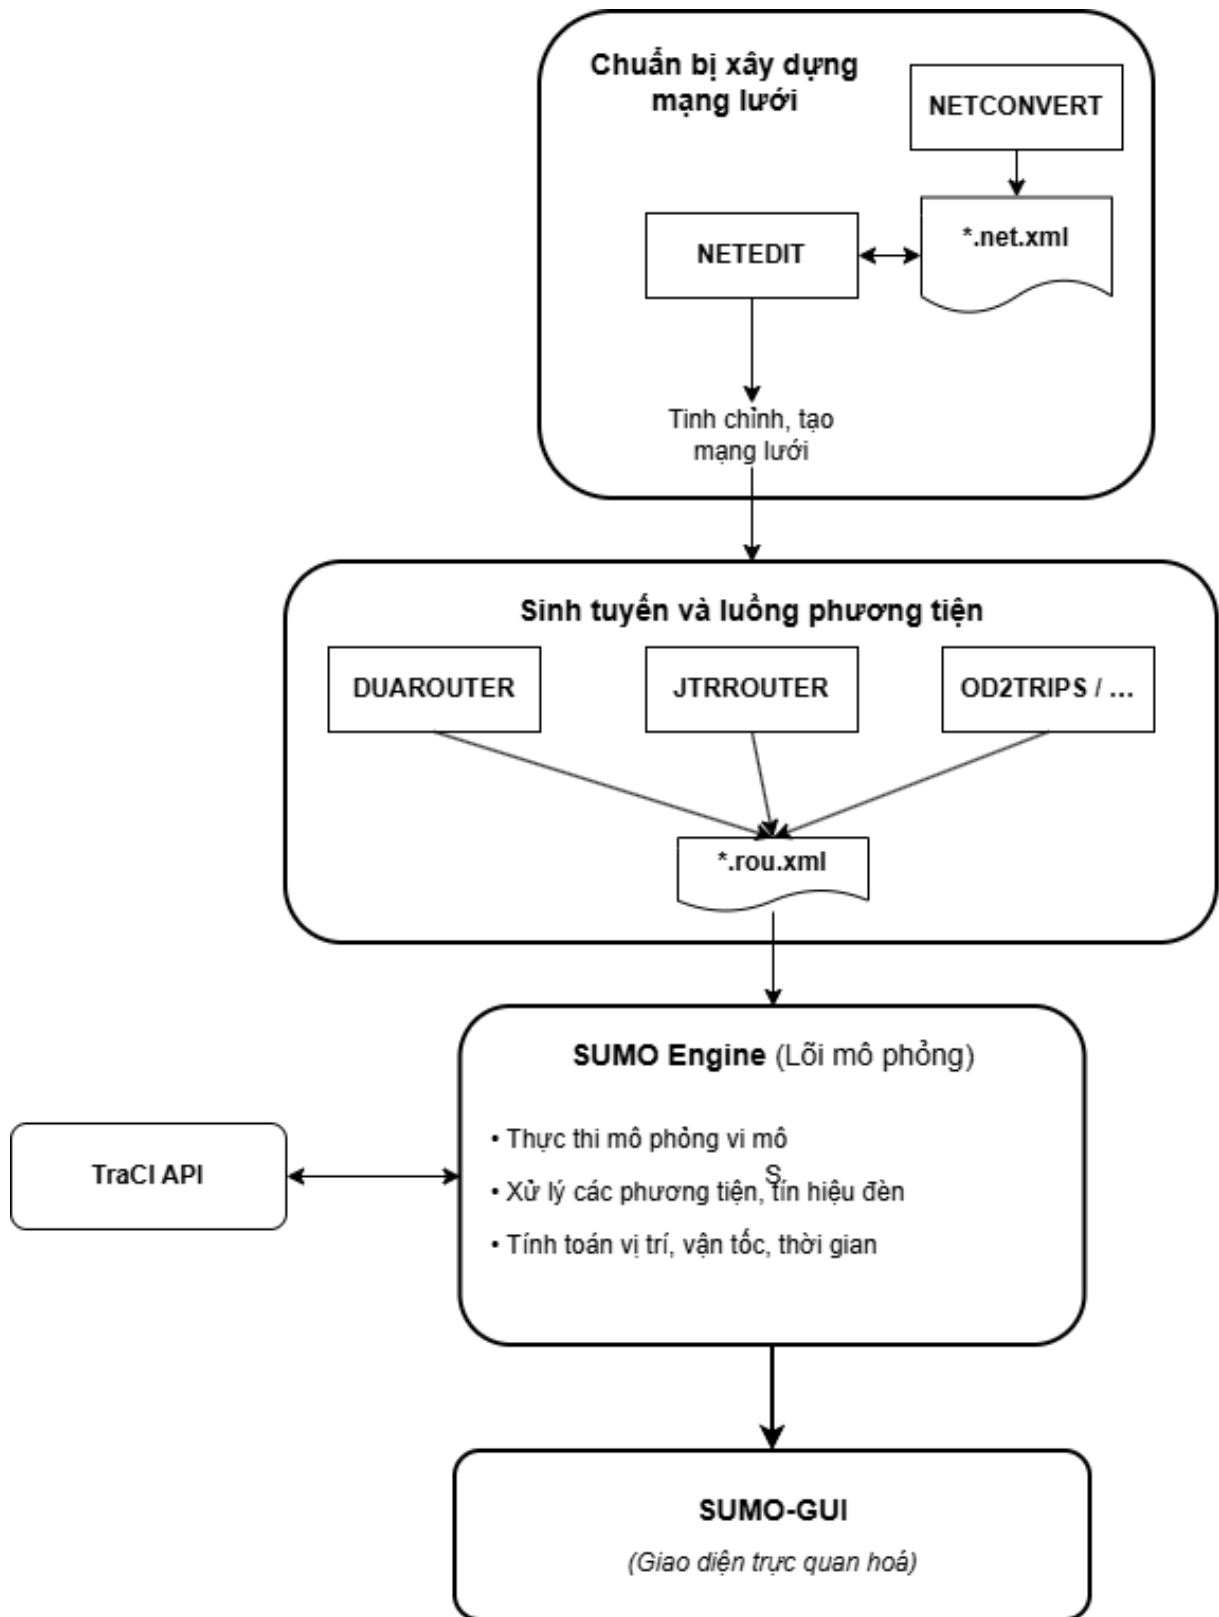 Chuẩn bị xây dựng
mạng lưới
NETCONVERT
*.net.xml
NETEDIT
Tinh chỉnh, tạo
mạng lưới
Sinh tuyến và luồng phương tiện
DUAROUTER
JTRROUTER
OD2TRIPS / ...
*.rou.xml
SUMO Engine (Lõi mô phỏng)
• Thực thi mô phỏng vi mô
S
• Xử lý các phương tiện, tín hiệu đèn
• Tính toán vị trí, vận tốc, thời gian
TraCI API
SUMO-GUI
(Giao diện trực quan hoá)